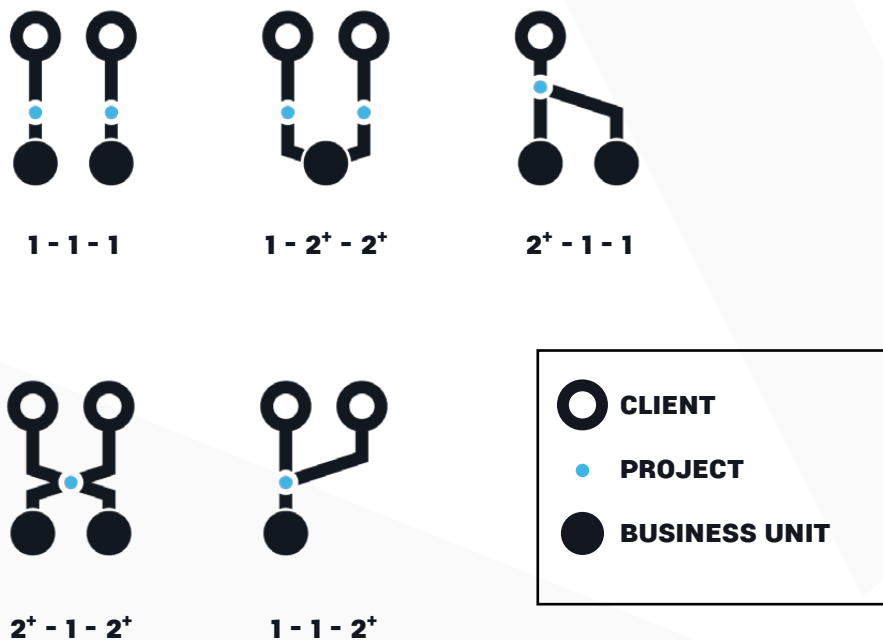 1 - 1 - 1
1 - 2⁺ - 2⁺
2⁺ - 1 - 1
CLIENT
PROJECT
BUSINESS UNIT
2⁺ - 1 - 2⁺
1 - 1 - 2⁺